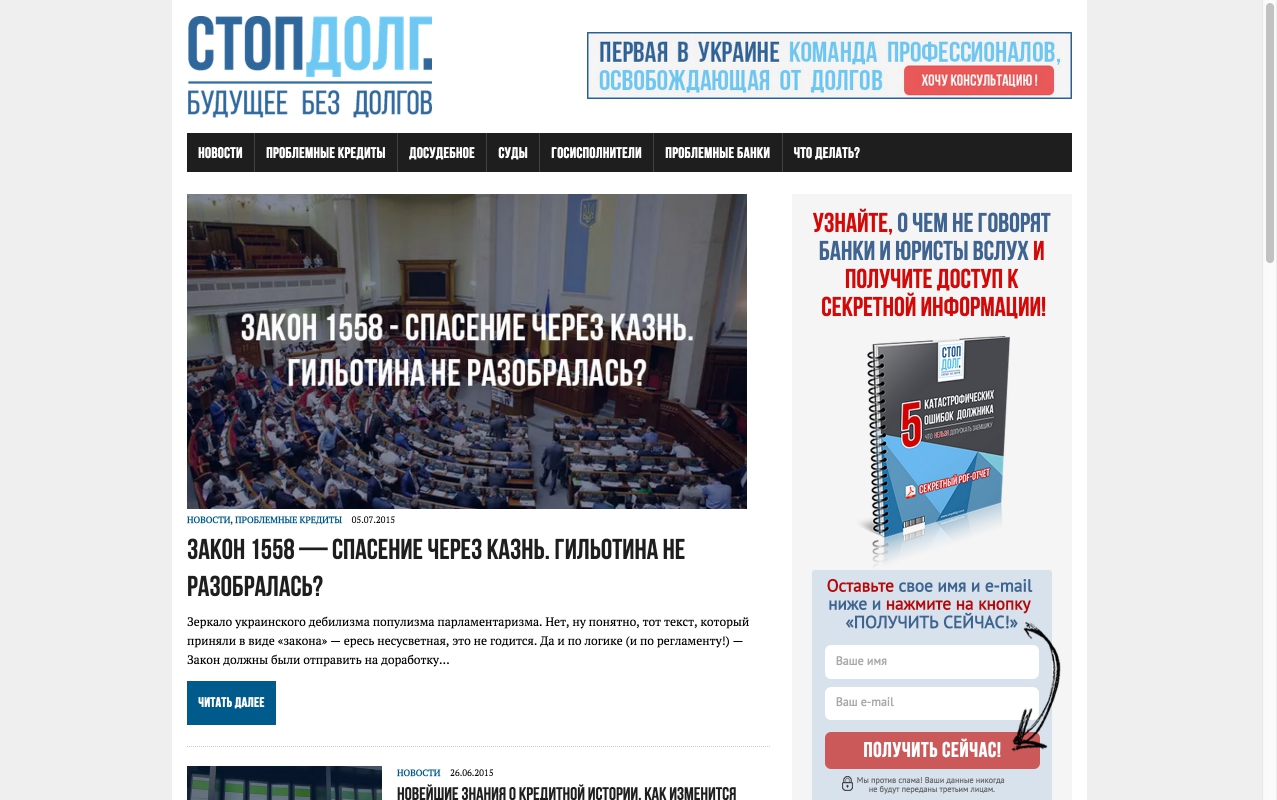 СТОПДОЛГ.
БУДУЩЕЕ БЕЗ ДОЛГОВ
ПЕРВАЯ В УКРАИНЕ КОМАНДА ПРОФЕССИОНАЛОВ,
ОСВОБОЖДАЮЩАЯ ОТ ДОЛГОВ
ХОЧУ КОНСУЛЬТАЦИЮ !
НОВОСТИ ПРОБЛЕМНЫЕ КРЕДИТЫ ДОСУДЕБНОЕ СУДЫ ГОСИСПОЛНИТЕЛИ ПРОБЛЕМНЫЕ БАНКИ ЧТО ДЕЛАТЬ?
ЗАКОН 1558 - СПАСЕНИЕ ЧЕРЕЗ КАЗНЬ.
ГИЛЬОТИНА НЕ РАЗОБРАЛАСЬ?
НОВОСТИ, ПРОБЛЕМНЫЕ КРЕДИТЫ 05.07.2015
ЗАКОН 1558 — СПАСЕНИЕ ЧЕРЕЗ КАЗНЬ. ГИЛЬОТИНА НЕ
РАЗОБРАЛАСЬ?
Зеркало украинского дебилизма популизма парламентаризма. Нет, ну понятно, тот текст, который
приняли в виде «закона» — ересь несусветная, это не годится. Да и по логике (и по регламенту!) —
Закон должны были отправить на доработку...
ЧИТАТЬ ДАЛЕЕ
НОВОСТИ 26.06.2015
НОВЕЙШИЕ ЗНАНИЯ О КРЕДИТНОЙ ИСТОРИИ. КАК ИЗМЕНИТСЯ
УЗНАЙТЕ, О ЧЕМ НЕ ГОВОРЯТ
БАНКИ И ЮРИСТЫ ВСЛУХ И
ПОЛУЧИТЕ ДОСТУП К
СЕКРЕТНОЙ ИНФОРМАЦИИ!
СТОП
ДОЛГ.
5 КАТАСТРОФИЧЕСКИХ
ОШИБОК ДОЛЖНИКА
ЧТО НЕЛЬЗЯ ДОПУСКАТЬ ЗАЕМЩИКУ
СЕКРЕТНЫЙ PDF-ОТЧЕТ
Оставьте свое имя и e-mail
ниже и нажмите на кнопку
«ПОЛУЧИТЬ СЕЙЧАС!»
Ваше имя
Ваш e-mail
ПОЛУЧИТЬ СЕЙЧАС!
Мы против спама! Ваши данные никогда
не будут переданы третьим лицам.